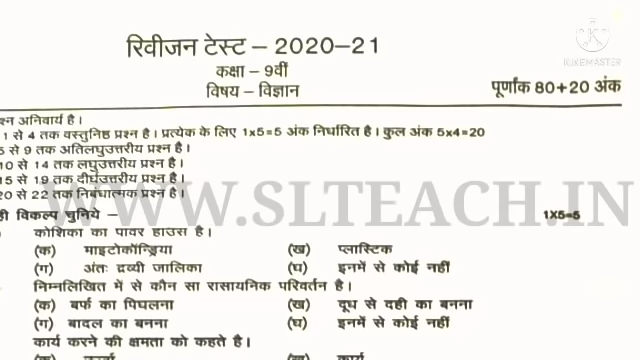 रिवीजन टेस्ट – 2020–21
KINEMASTER
कक्षा – 9वीं
विषय – विज्ञान
पूर्णांक 80+20 अंक
श्न अनिवार्य है।
1 से 4 तक वस्तुनिष्ठ प्रश्न है। प्रत्येक के लिए 1x5=5 अंक निर्धारित है। कुल अंक 5x4=20
5 से 9 तक अतिलघुउत्तरीय प्रश्न है।
10 से 14 तक लघुउत्तरीय प्रश्न है।
15 से 19 तक दीर्घउत्तरीय प्रश्न है।
20 से 22 तक निबंधात्मक प्रश्न है।
WWW.SLTEACH.IN
ही विकल्प चुनिये –
1X5=5
कोशिका का पावर हाउस है।
(क) माइटोकॉन्ड्रिया (ख) प्लास्टिक
(ग) अंतः द्रव्यी जालिका (घ) इनमें से कोई नहीं
निम्नलिखित में से कौन सा रासायनिक परिवर्तन है।
(क) बर्फ का पिघलना (ख) दूध से दही का बनना
(ग) बादल का बनना (घ) इनमें से कोई नहीं
कार्य करने की क्षमता को कहते है।